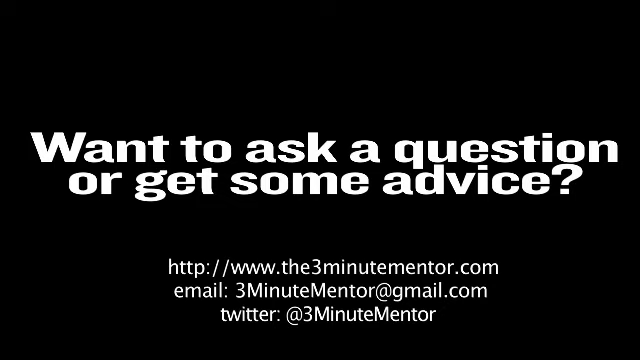 Want to ask a question
or get some advice?
http://www.the3minutementor.com
email: 3MinuteMentor@gmail.com
twitter: @3MinuteMentor